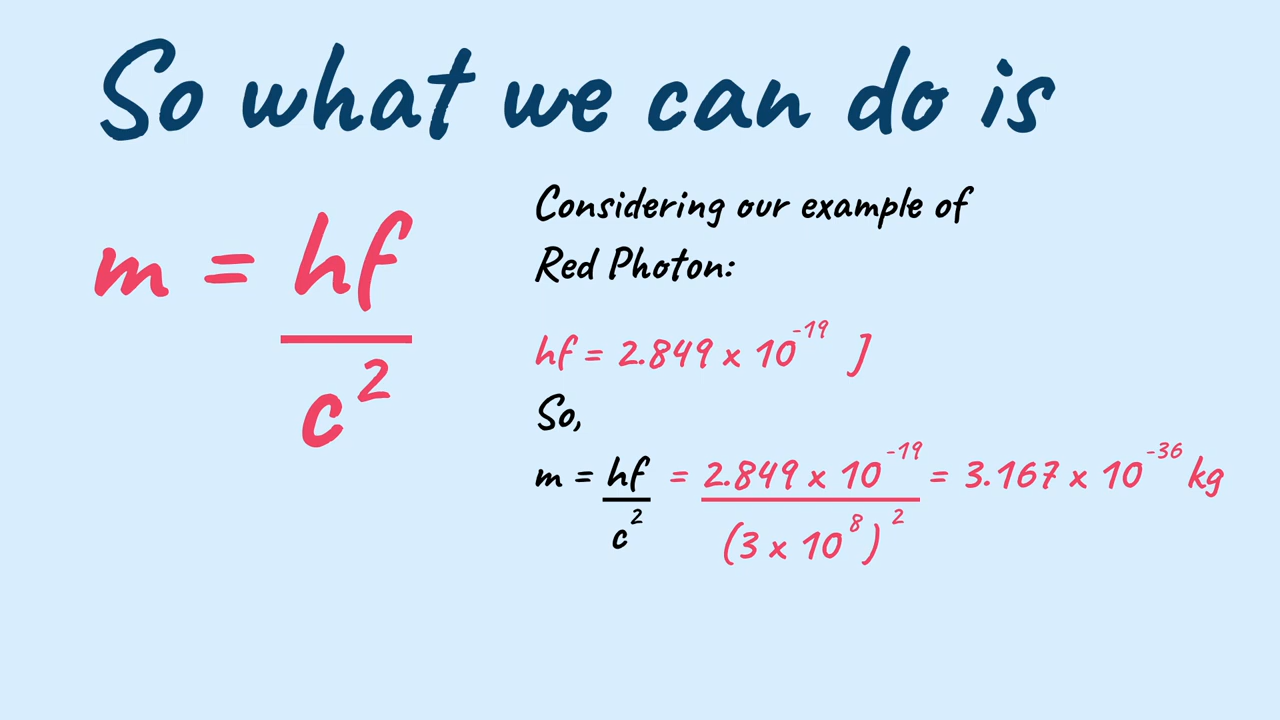 So what we can do is
m = hf
c²
Considering our example of
Red Photon:
hf = 2.849 x 10⁻¹⁹ J
So,
m = hf = 2.849 x 10⁻¹⁹ = 3.167 x 10⁻³⁶ kg
c² (3 x 10⁸)²